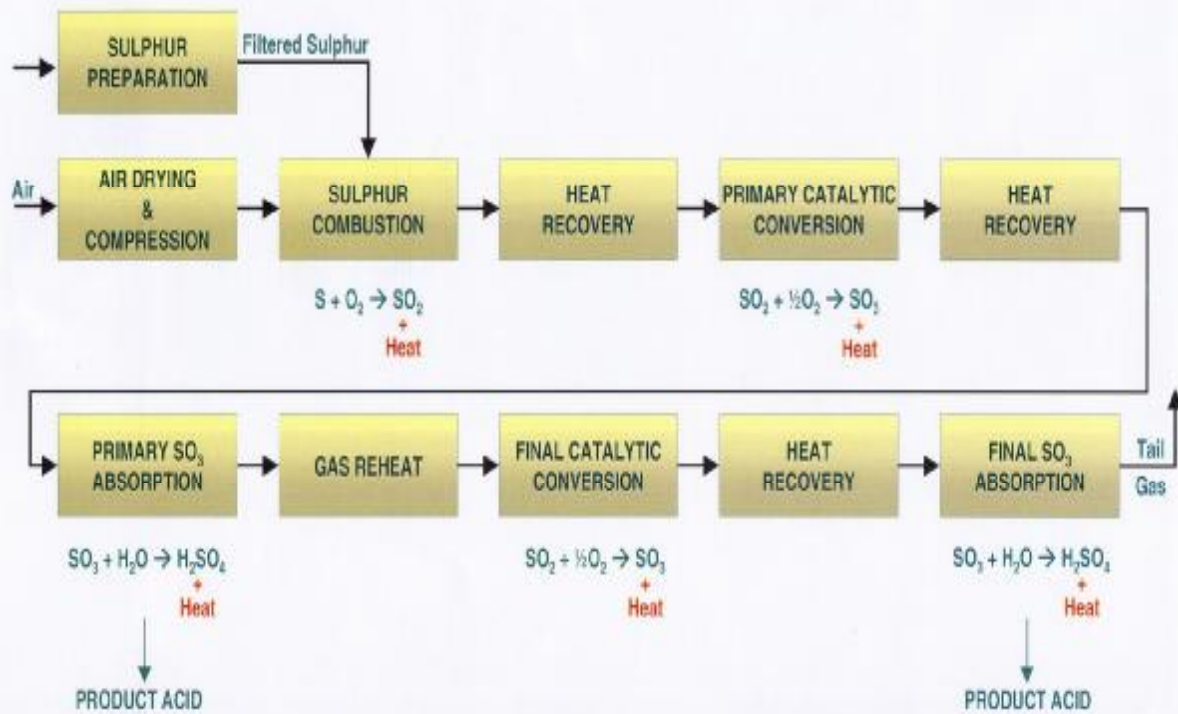 SULPHUR
PREPARATION
Filtered Sulphur
Air
AIR DRYING
&
COMPRESSION
SULPHUR
COMBUSTION
HEAT
RECOVERY
PRIMARY CATALYTIC
CONVERSION
HEAT
RECOVERY
S + O₂ → SO₂
+
Heat
SO₂ + ½O₂ → SO₃
+
Heat
PRIMARY SO₃
ABSORPTION
GAS REHEAT
FINAL CATALYTIC
CONVERSION
HEAT
RECOVERY
FINAL SO₃
ABSORPTION
Tail
Gas
SO₃ + H₂O → H₂SO₄
+
Heat
SO₂ + ½O₂ → SO₃
+
Heat
SO₃ + H₂O → H₂SO₄
+
Heat
PRODUCT ACID
PRODUCT ACID